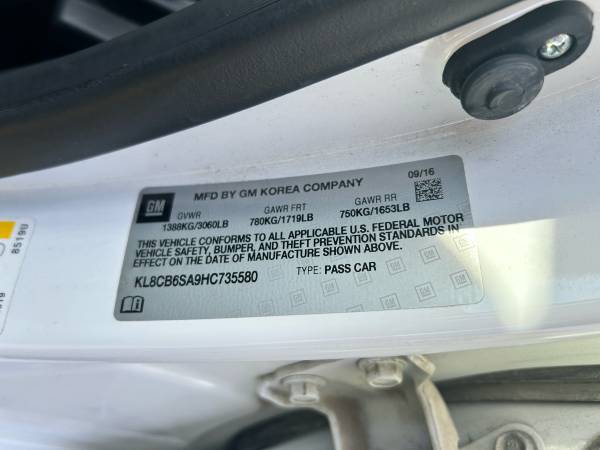 09/16
GM MFD BY GM KOREA COMPANY
GVWR GAWR FRT GAWR RR
1388KG/3060LB 780KG/1719LB 750KG/1653LB
THIS VEHICLE CONFORMS TO ALL APPLICABLE U.S. FEDERAL MOTOR
VEHICLE SAFETY, BUMPER, AND THEFT PREVENTION STANDARDS IN
EFFECT ON THE DATE OF MANUFACTURE SHOWN ABOVE.
KL8CB6SA9HC735580 TYPE: PASS CAR
8519U